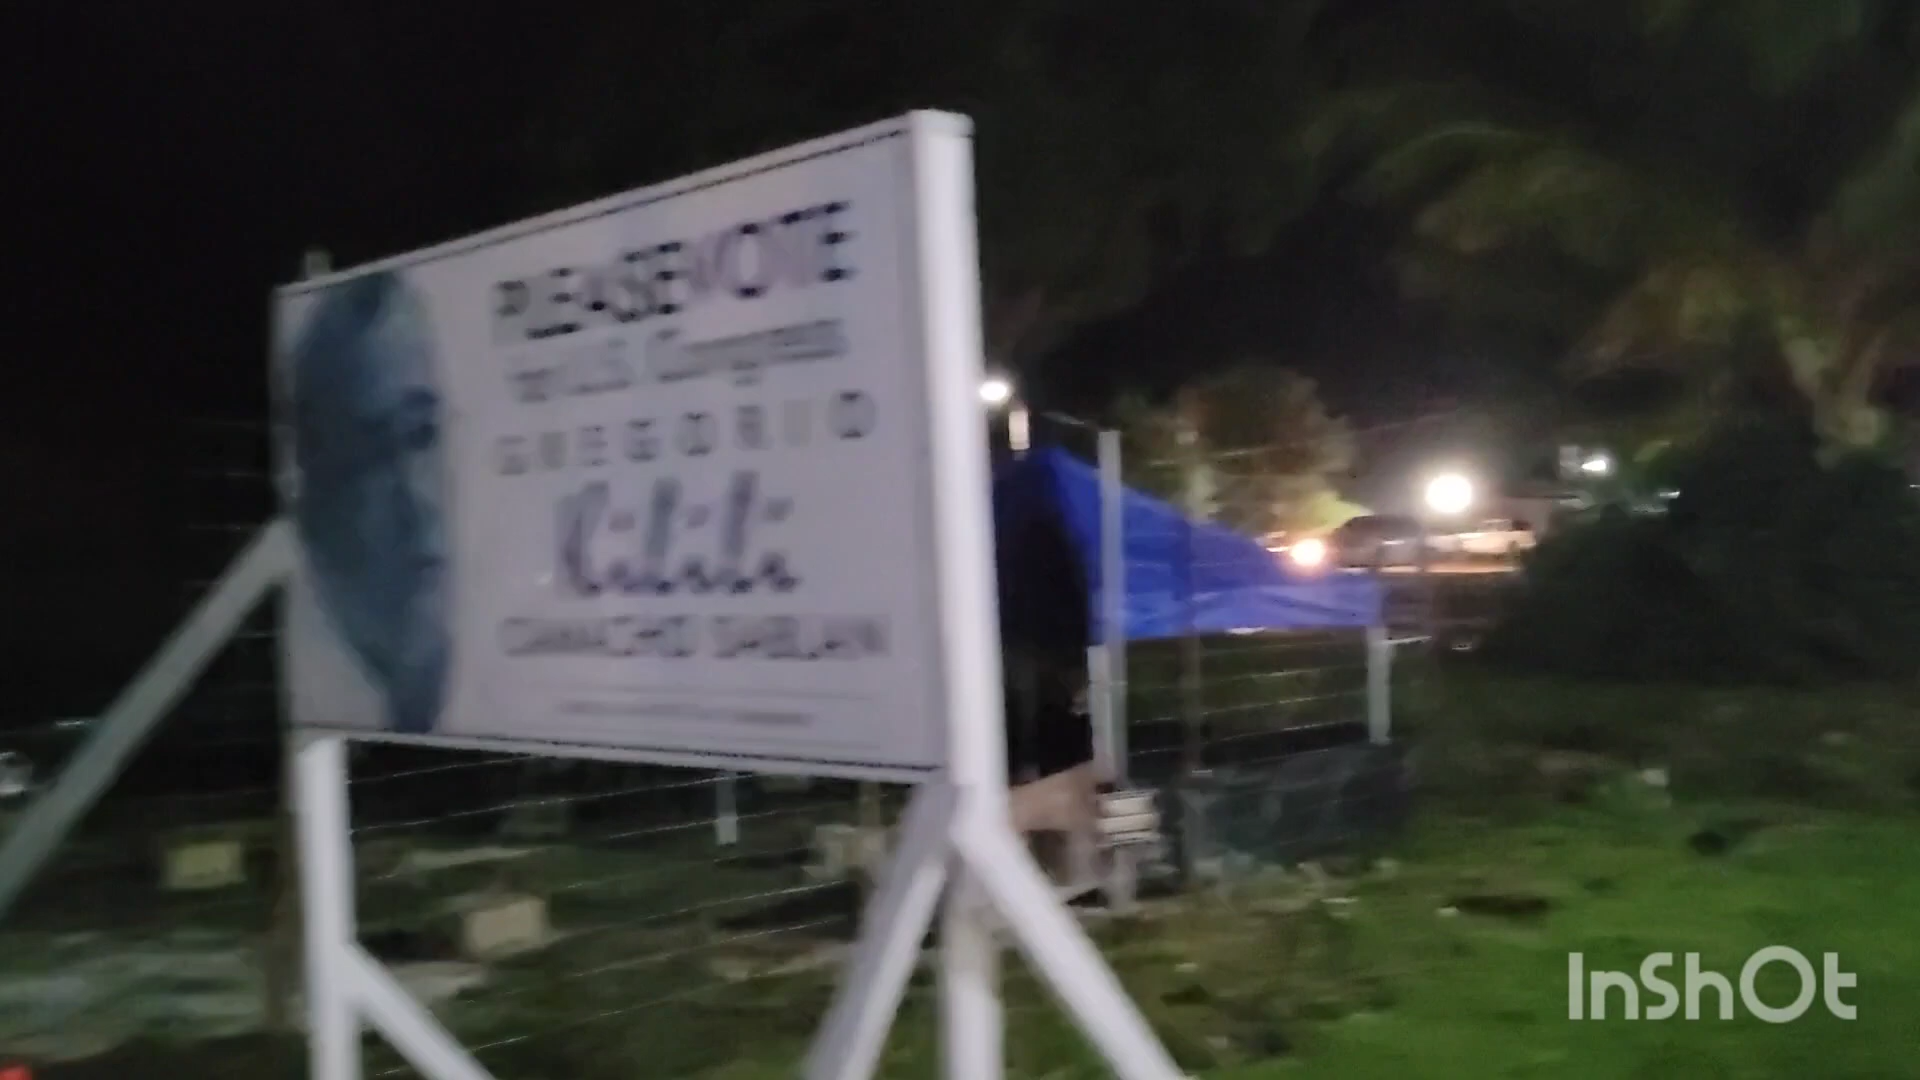 PLEASE VOTE
for U.S. Congress
GREGORIO
Kilili
CAMACHO SABLAN
InShOt